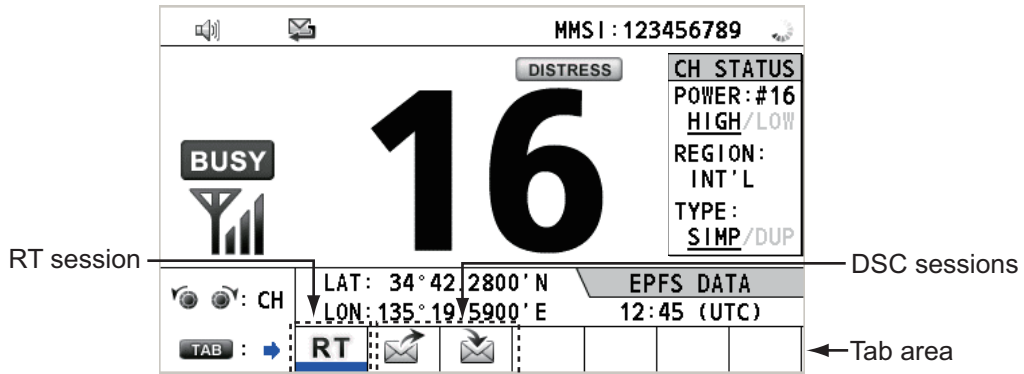 MMSI:123456789
DISTRESS
16
BUSY
CH STATUS
POWER:#16
HIGH/LOW
REGION:
INT'L
TYPE:
SIMP/DUP
RT session
DSC sessions
LAT: 34°42.2800'N
LON:135°19.5900'E
EPFS DATA
12:45 (UTC)
: CH
TAB :
RT
Tab area